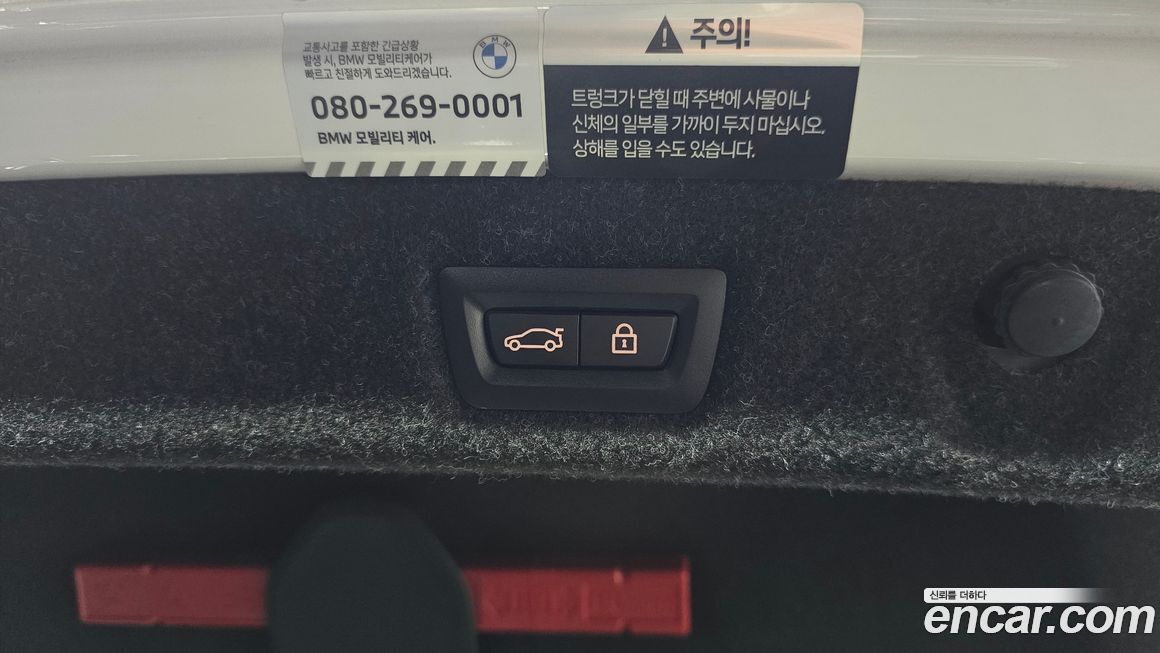 교통사고를 포함한 긴급상황
발생 시, BMW 모빌리티케어가
빠르고 친절하게 도와드리겠습니다.
080-269-0001
BMW 모빌리티 케어.
BMW
주의!
트렁크가 닫힐 때 주변에 사물이나
신체의 일부를 가까이 두지 마십시오.
상해를 입을 수도 있습니다.
신뢰를 더하다
encar.com